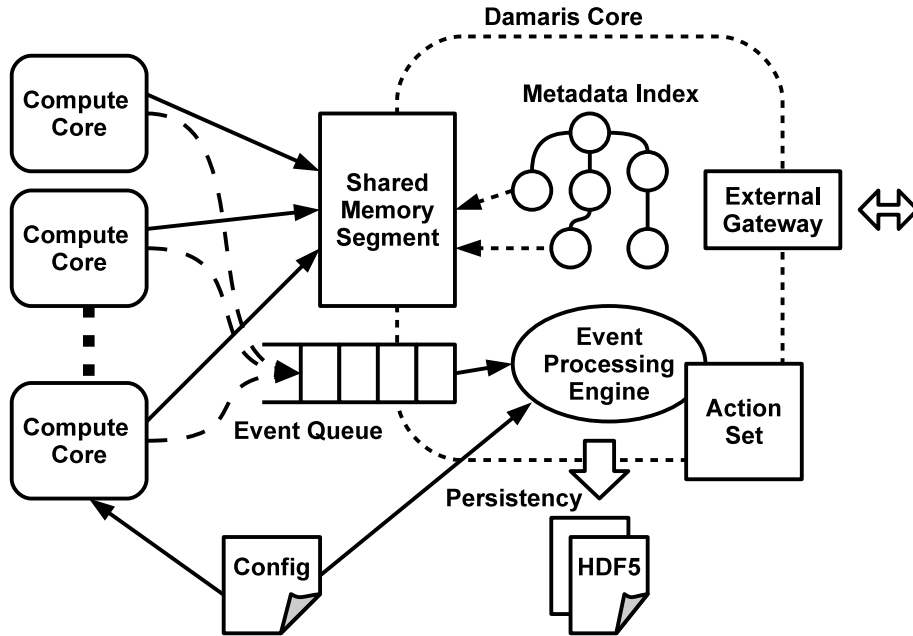 Damaris Core
Compute
Core
Metadata Index
Shared
Memory
Segment
External
Gateway
Compute
Core
Event
Processing
Engine
Compute
Core
Event Queue
Action
Set
Persistency
Config
HDF5